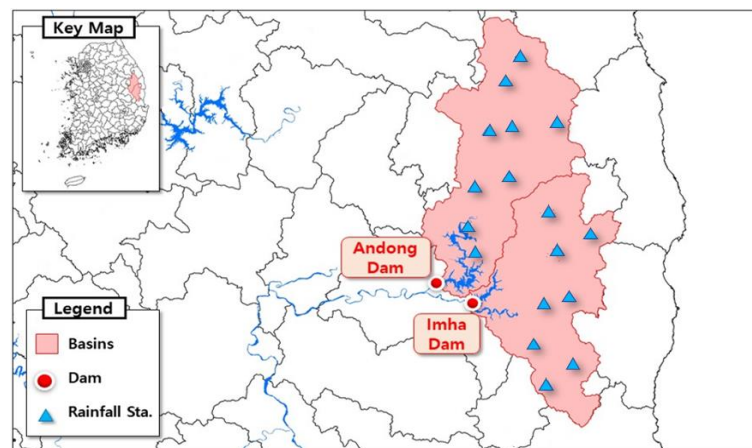 Key Map
Andong
Dam
Imha
Dam
Legend
Basins
Dam
Rainfall Sta.